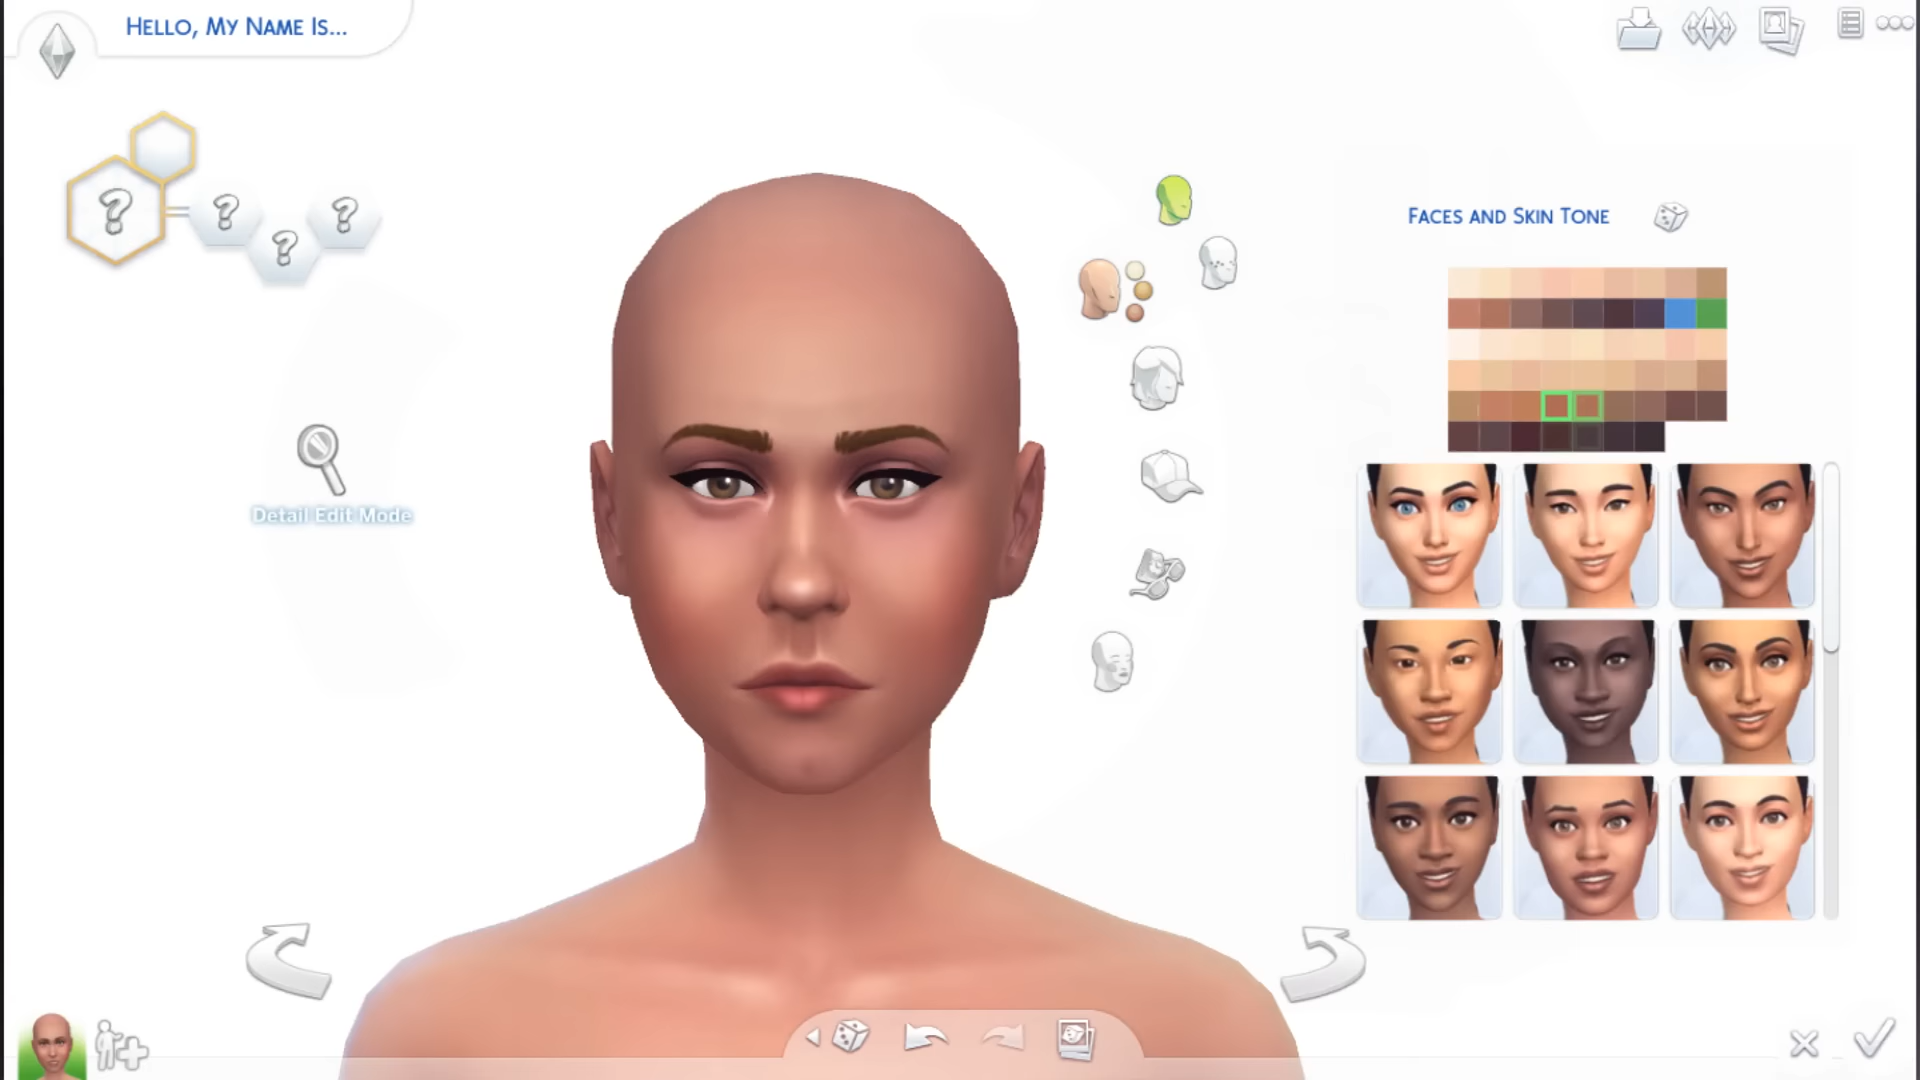 HELLO, MY NAME IS...
FACES AND SKIN TONE
Detail Edit Mode